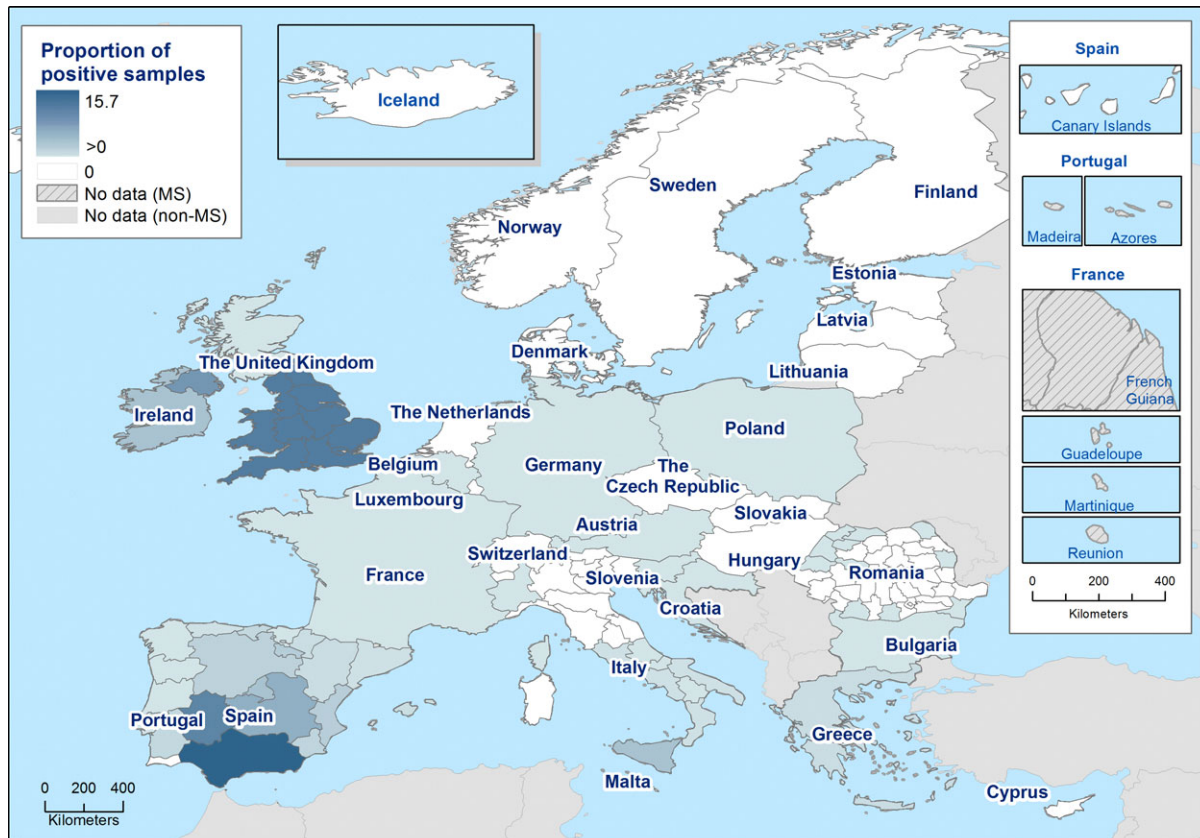 Proportion of
positive samples
15.7
>0
0
No data (MS)
No data (non-MS)
Iceland
Spain
Canary Islands
Portugal
Madeira
Azores
France
French
Guiana
Guadeloupe
Martinique
Reunion
0 200 400
Kilometers
Sweden
Finland
Norway
Estonia
Latvia
Denmark
Lithuania
The United Kingdom
Ireland
The Netherlands
Poland
Belgium
Germany
The
Czech Republic
Luxembourg
Slovakia
Austria
Switzerland
Hungary
France
Slovenia
Romania
Croatia
Bulgaria
Italy
Portugal
Spain
Greece
Malta
Cyprus
0 200 400
Kilometers